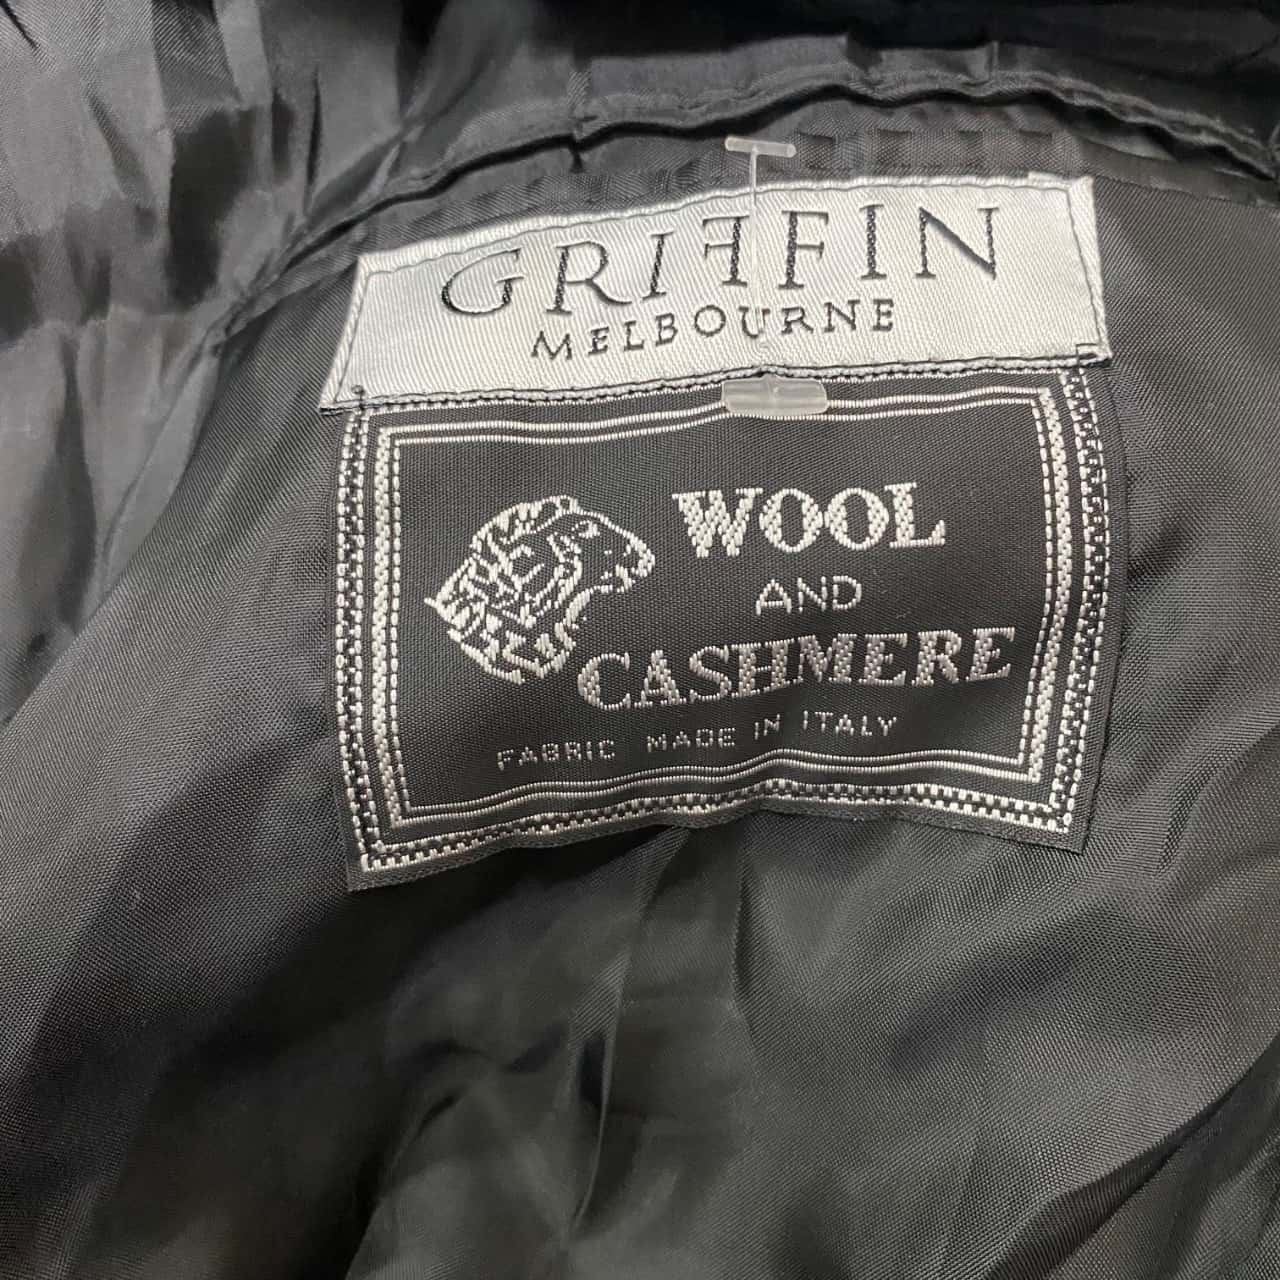 GRIFFIN
MELBOURNE
WOOL
AND
CASHMERE
FABRIC MADE IN ITALY